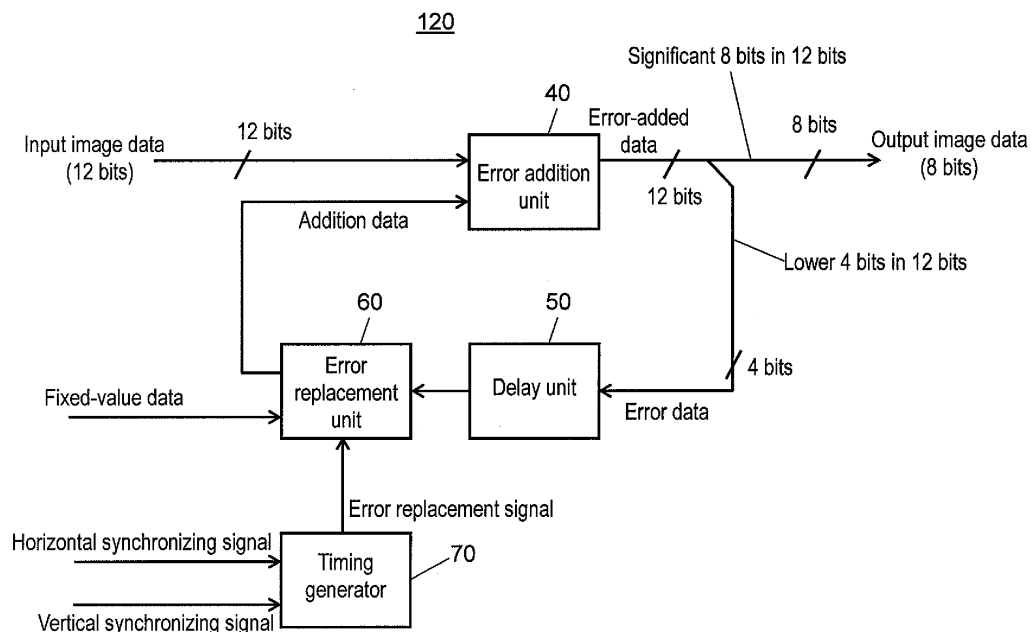 120
Significant 8 bits in 12 bits
40
Error-added
data
Input image data
(12 bits)
12 bits
Error addition
unit
12 bits
8 bits
Output image data
(8 bits)
Addition data
Lower 4 bits in 12 bits
60
50
Error
replacement
unit
Delay unit
4 bits
Fixed-value data
Error data
Error replacement signal
Horizontal synchronizing signal
Timing
generator
70
Vertical synchronizing signal